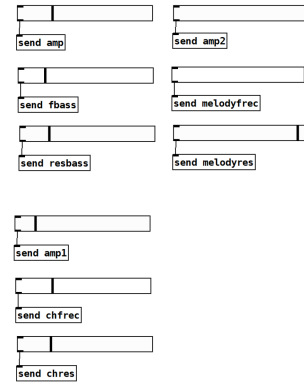 send amp
send amp2
send fbass
send melodyfrec
send resbass
send melodyres
send amp1
send chfrec
send chres